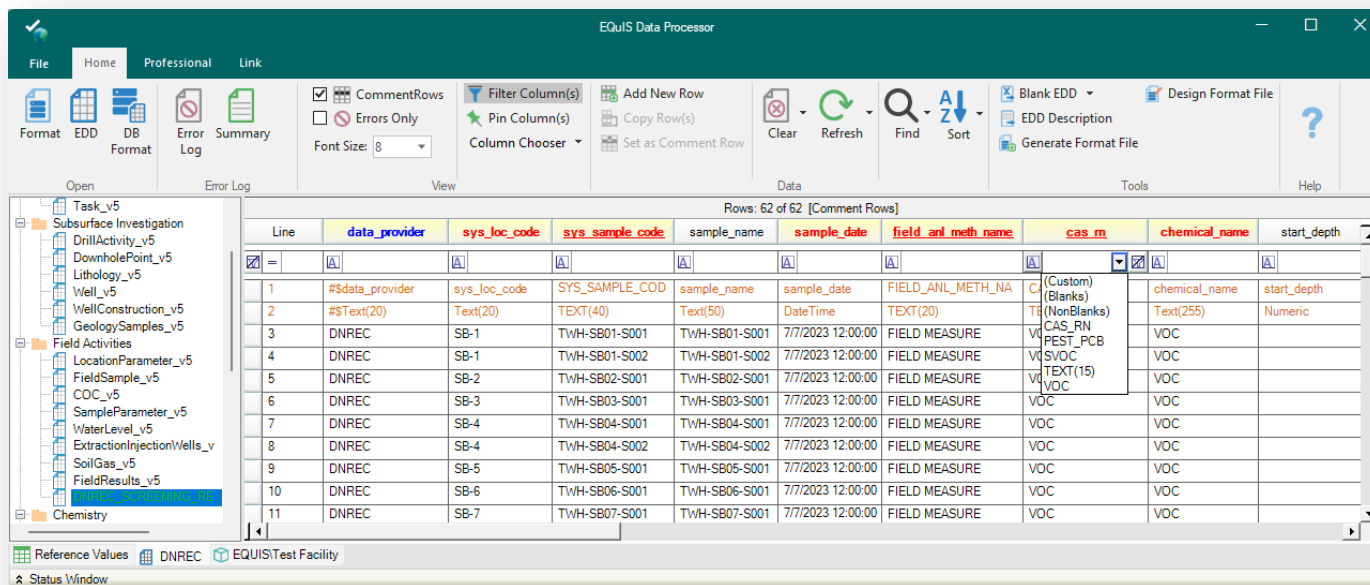 EQuIS Data Processor
File Home Professional Link
Format EDD DB Format
Error Log Summary
CommentRows
Errors Only
Font Size: 8
Filter Column(s)
Pin Column(s)
Column Chooser
Add New Row
Copy Row(s)
Set as Comment Row
Clear Refresh Find Sort
Blank EDD
EDD Description
Generate Format File
Design Format File
Open Error Log View Data Tools Help
Task_v5
Subsurface Investigation
DrillActivity_v5
DownholePoint_v5
Lithology_v5
Well_v5
WellConstruction_v5
GeologySamples_v5
Field Activities
LocationParameter_v5
FieldSample_v5
COC_v5
SampleParameter_v5
WaterLevel_v5
ExtractionInjectionWells_v
SoilGas_v5
FieldResults_v5
DNREC_SCREENING_RE
Chemistry
Rows: 62 of 62 [Comment Rows]
Line data_provider sys_loc_code sys_sample_code sample_name sample_date field_anl_meth_name cas_rn chemical_name start_depth
= A A A A A A A A A
(Custom)
(Blanks)
(NonBlanks)
CAS_RN
PEST_PCB
SVOC
TEXT(15)
VOC
1 #$data_provider sys_loc_code SYS_SAMPLE_COD sample_name sample_date FIELD_ANL_METH_NA chemical_name start_depth
2 #$Text(20) Text(20) TEXT(40) Text(50) DateTime TEXT(20) Text(255) Numeric
3 DNREC SB-1 TWH-SB01-S001 TWH-SB01-S001 7/7/2023 12:00:00 FIELD MEASURE VOC
4 DNREC SB-1 TWH-SB01-S002 TWH-SB01-S002 7/7/2023 12:00:00 FIELD MEASURE VOC
5 DNREC SB-2 TWH-SB02-S001 TWH-SB02-S001 7/7/2023 12:00:00 FIELD MEASURE VOC
6 DNREC SB-3 TWH-SB03-S001 TWH-SB03-S001 7/7/2023 12:00:00 FIELD MEASURE VOC VOC
7 DNREC SB-4 TWH-SB04-S001 TWH-SB04-S001 7/7/2023 12:00:00 FIELD MEASURE VOC VOC
8 DNREC SB-4 TWH-SB04-S002 TWH-SB04-S002 7/7/2023 12:00:00 FIELD MEASURE VOC VOC
9 DNREC SB-5 TWH-SB05-S001 TWH-SB05-S001 7/7/2023 12:00:00 FIELD MEASURE VOC VOC
10 DNREC SB-6 TWH-SB06-S001 TWH-SB06-S001 7/7/2023 12:00:00 FIELD MEASURE VOC VOC
11 DNREC SB-7 TWH-SB07-S001 TWH-SB07-S001 7/7/2023 12:00:00 FIELD MEASURE VOC VOC
Reference Values DNREC EQUIS\Test Facility
Status Window